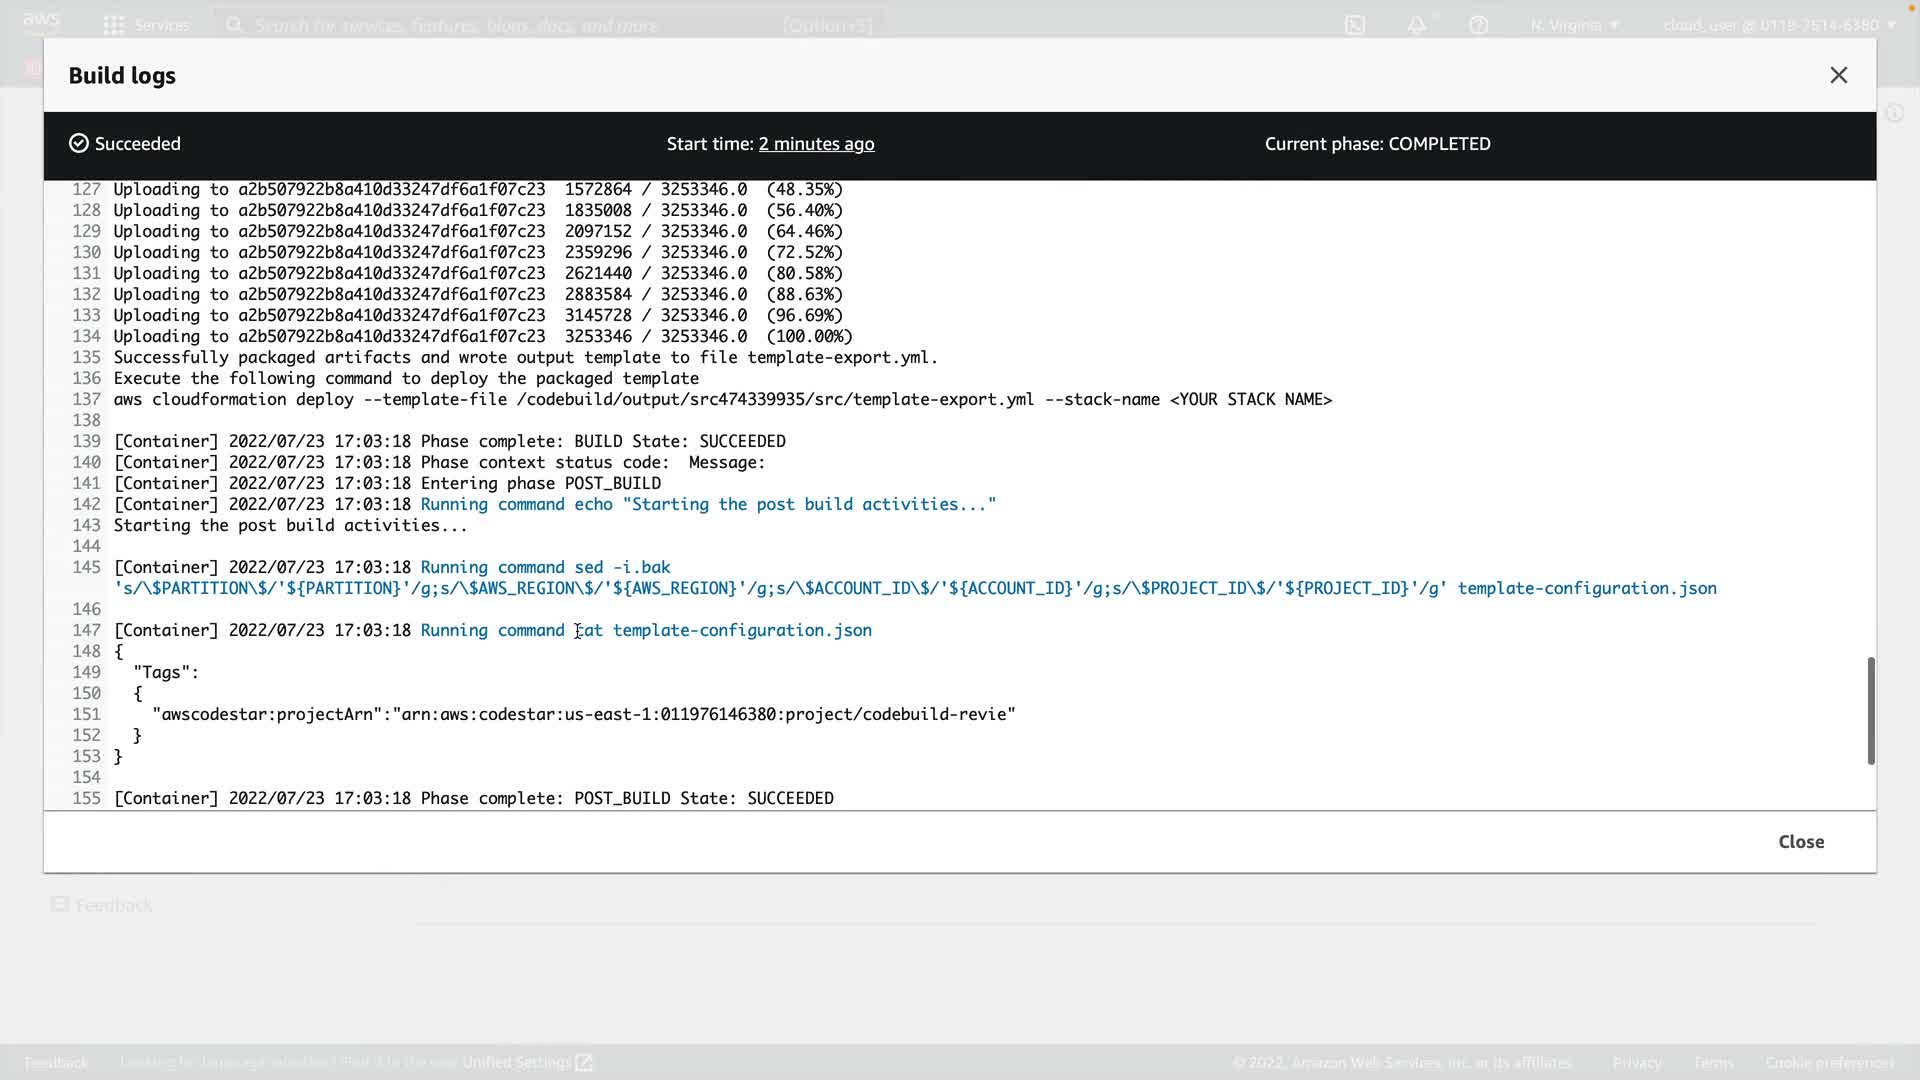 aws Services Search for services, features, blogs, docs, and more [Option+S] N. Virginia cloud_user @ 0119-7614-6380
Build logs
Succeeded Start time: 2 minutes ago Current phase: COMPLETED
127 Uploading to a2b507922b8a410d33247df6a1f07c23 1572864 / 3253346.0 (48.35%)
128 Uploading to a2b507922b8a410d33247df6a1f07c23 1835008 / 3253346.0 (56.40%)
129 Uploading to a2b507922b8a410d33247df6a1f07c23 2097152 / 3253346.0 (64.46%)
130 Uploading to a2b507922b8a410d33247df6a1f07c23 2359296 / 3253346.0 (72.52%)
131 Uploading to a2b507922b8a410d33247df6a1f07c23 2621440 / 3253346.0 (80.58%)
132 Uploading to a2b507922b8a410d33247df6a1f07c23 2883584 / 3253346.0 (88.63%)
133 Uploading to a2b507922b8a410d33247df6a1f07c23 3145728 / 3253346.0 (96.69%)
134 Uploading to a2b507922b8a410d33247df6a1f07c23 3253346 / 3253346.0 (100.00%)
135 Successfully packaged artifacts and wrote output template to file template-export.yml.
136 Execute the following command to deploy the packaged template
137 aws cloudformation deploy --template-file /codebuild/output/src474339935/src/template-export.yml --stack-name <YOUR STACK NAME>
138
139 [Container] 2022/07/23 17:03:18 Phase complete: BUILD State: SUCCEEDED
140 [Container] 2022/07/23 17:03:18 Phase context status code: Message:
141 [Container] 2022/07/23 17:03:18 Entering phase POST_BUILD
142 [Container] 2022/07/23 17:03:18 Running command echo "Starting the post build activities..."
143 Starting the post build activities...
144
145 [Container] 2022/07/23 17:03:18 Running command sed -i.bak
's/\$PARTITION\$/'${PARTITION}'/g;s/\$AWS_REGION\$/'${AWS_REGION}'/g;s/\$ACCOUNT_ID\$/'${ACCOUNT_ID}'/g;s/\$PROJECT_ID\$/'${PROJECT_ID}'/g' template-configuration.json
146
147 [Container] 2022/07/23 17:03:18 Running command cat template-configuration.json
148 {
149 "Tags":
150 {
151 "awscodestar:projectArn":"arn:aws:codestar:us-east-1:011976146380:project/codebuild-revie"
152 }
153 }
154
155 [Container] 2022/07/23 17:03:18 Phase complete: POST_BUILD State: SUCCEEDED
Close
Feedback
Feedback Looking for language selection? Find it in the new Unified Settings © 2022, Amazon Web Services, Inc. or its affiliates. Privacy Terms Cookie preferences